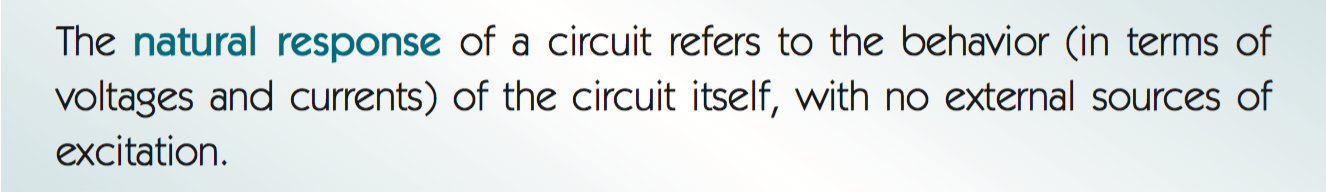 The natural response of a circuit refers to the behavior (in terms of
voltages and currents) of the circuit itself, with no external sources of
excitation.